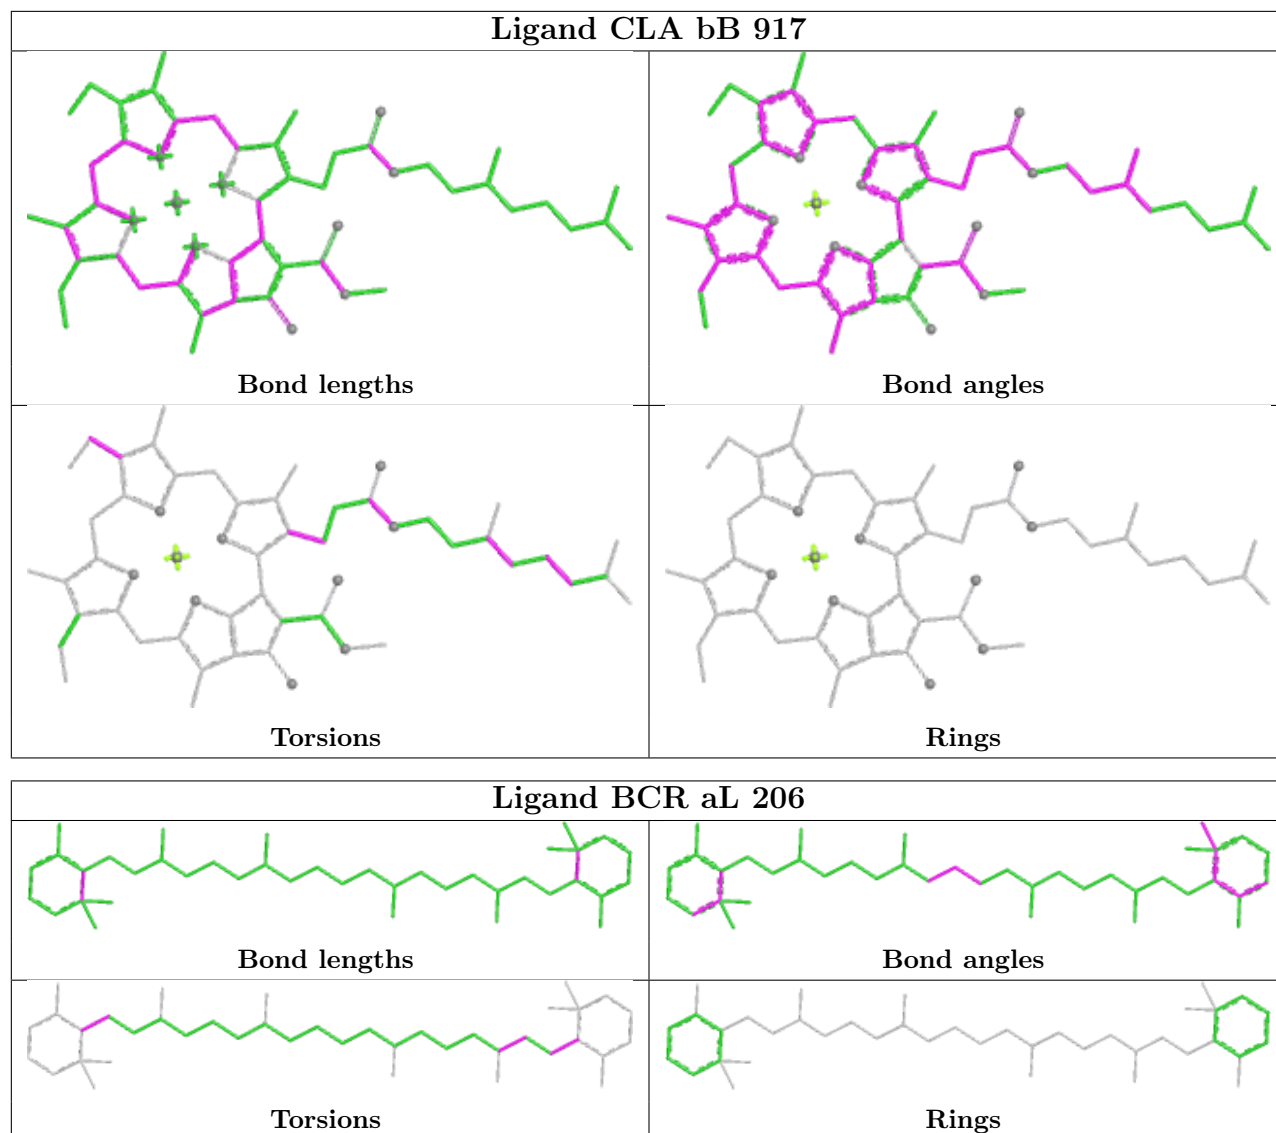 Ligand CLA bB 917
Bond lengths
Bond angles
Torsions
Rings
Ligand BCR aL 206
Bond lengths
Bond angles
Torsions
Rings